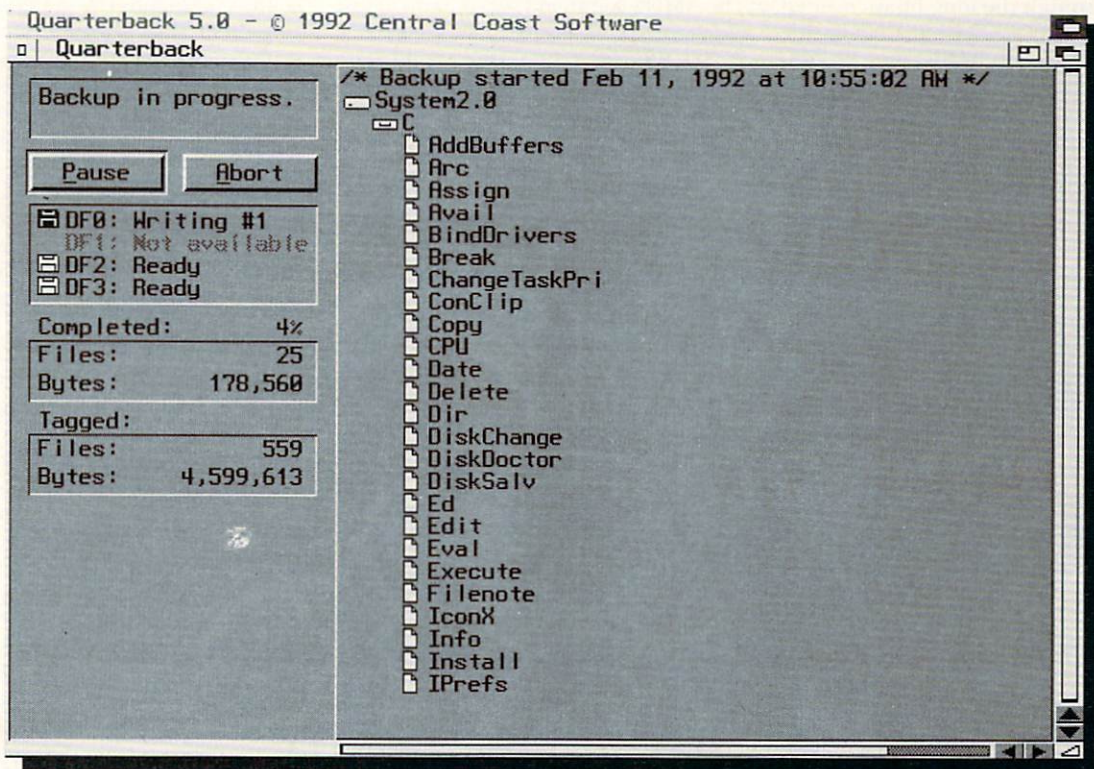 Quarterback 5.0 - © 1992 Central Coast Software
Quarterback
Backup in progress.
Pause
Abort
DF0: Writing #1
DF1: Not available
DF2: Ready
DF3: Ready
Completed: 4%
Files: 25
Bytes: 178,560
Tagged:
Files: 559
Bytes: 4,599,613
/* Backup started Feb 11, 1992 at 10:55:02 AM */
System2.0
C
AddBuffers
Arc
Assign
Avail
BindDrivers
Break
ChangeTaskPri
ConClip
Copy
CPU
Date
Delete
Dir
DiskChange
DiskDoctor
DiskSalv
Ed
Edit
Eval
Execute
Filenote
IconX
Info
Install
IPrefs